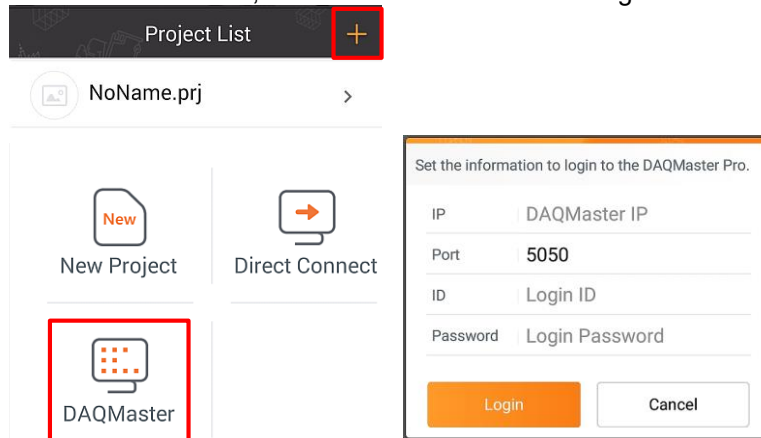 Project List
NoName.prj
New
New Project
Direct Connect
DAQMaster
Set the information to login to the DAQMaster Pro.
IP DAQMaster IP
Port 5050
ID Login ID
Password Login Password
Login Cancel